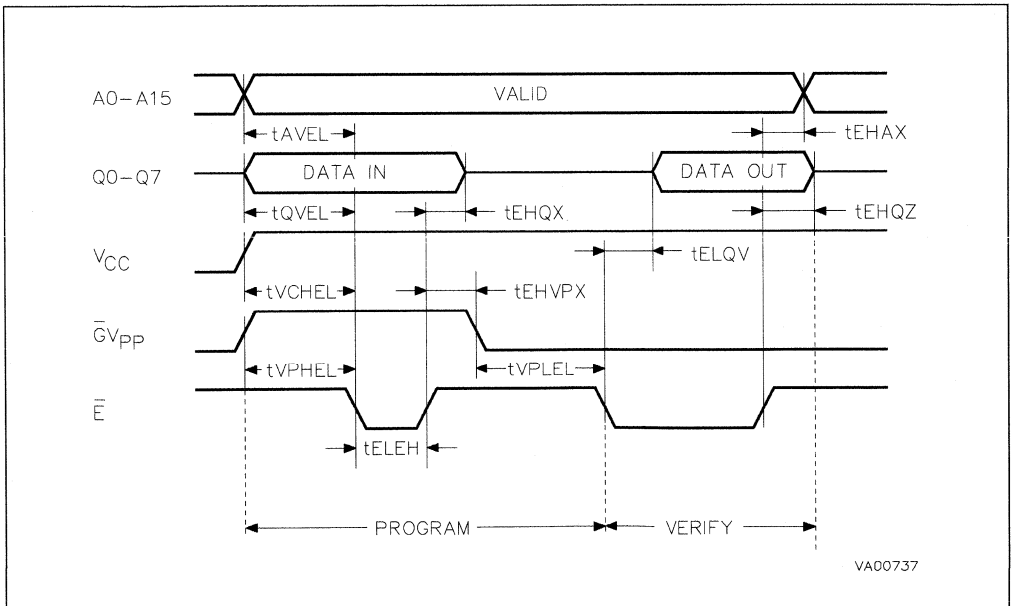 A0-A15
VALID
tAVEL
tEHAX
Q0-Q7
DATA IN
DATA OUT
tQVEL
tEHQX
tEHQZ
VCC
tELQV
tVCHEL
tEHVPX
G̅VPP
tVPHEL
tVPLEL
E̅
tELEH
PROGRAM
VERIFY
VA00737